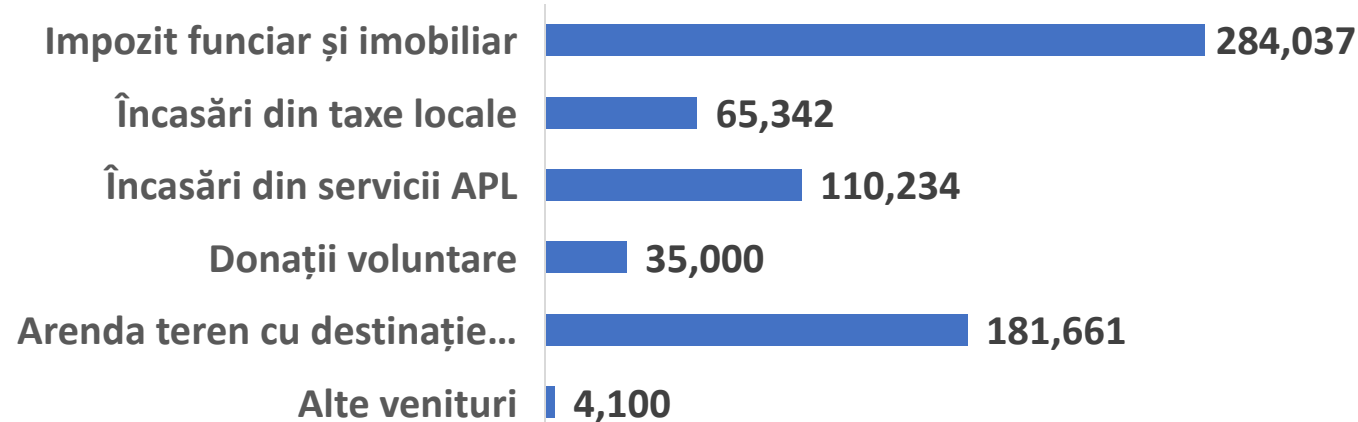 Impozit funciar și imobiliar 284,037
Încasări din taxe locale 65,342
Încasări din servicii APL 110,234
Donații voluntare 35,000
Arenda teren cu destinație... 181,661
Alte venituri 4,100